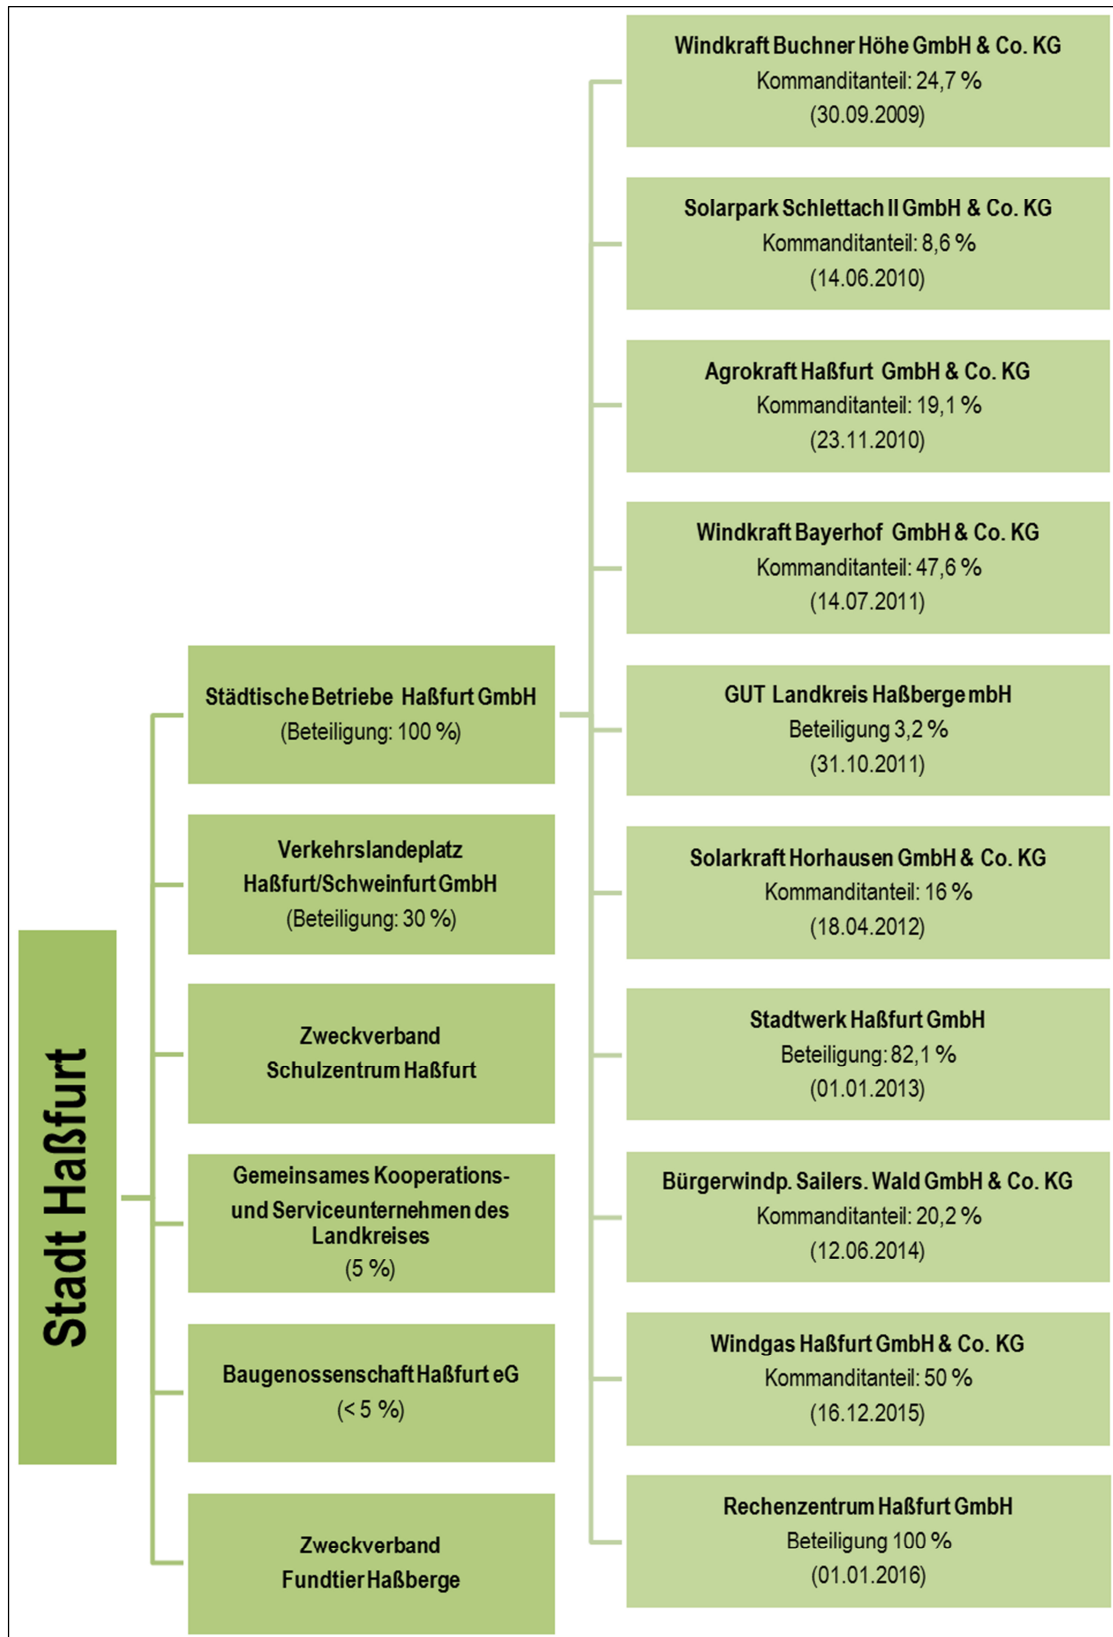 Stadt Haßfurt
Städtische Betriebe Haßfurt GmbH
(Beteiligung: 100 %)
Verkehrslandeplatz
Haßfurt/Schweinfurt GmbH
(Beteiligung: 30 %)
Zweckverband
Schulzentrum Haßfurt
Gemeinsames Kooperations-
und Serviceunternehmen des
Landkreises
(5 %)
Baugenossenschaft Haßfurt eG
(< 5 %)
Zweckverband
Fundtier Haßberge
Windkraft Buchner Höhe GmbH & Co. KG
Kommanditanteil: 24,7 %
(30.09.2009)
Solarpark Schlettach II GmbH & Co. KG
Kommanditanteil: 8,6 %
(14.06.2010)
Agrokraft Haßfurt GmbH & Co. KG
Kommanditanteil: 19,1 %
(23.11.2010)
Windkraft Bayerhof GmbH & Co. KG
Kommanditanteil: 47,6 %
(14.07.2011)
GUT Landkreis Haßberge mbH
Beteiligung 3,2 %
(31.10.2011)
Solarkraft Horhausen GmbH & Co. KG
Kommanditanteil: 16 %
(18.04.2012)
Stadtwerk Haßfurt GmbH
Beteiligung: 82,1 %
(01.01.2013)
Bürgerwindp. Sailers. Wald GmbH & Co. KG
Kommanditanteil: 20,2 %
(12.06.2014)
Windgas Haßfurt GmbH & Co. KG
Kommanditanteil: 50 %
(16.12.2015)
Rechenzentrum Haßfurt GmbH
Beteiligung 100 %
(01.01.2016)